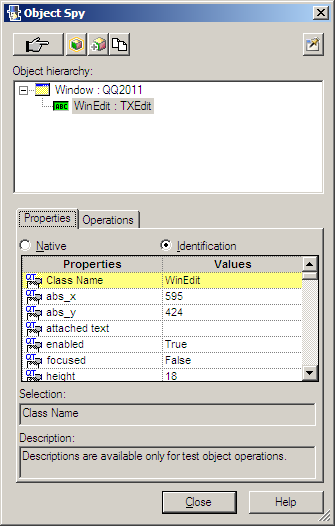 Object Spy
Object hierarchy:
Window : QQ2011
ABC WinEdit : TXEdit
Properties Operations
Native Identification
Properties Values
Class Name WinEdit
abs_x 595
abs_y 424
attached text
enabled True
focused False
height 18
Selection:
Class Name
Description:
Descriptions are available only for test object operations.
Close Help